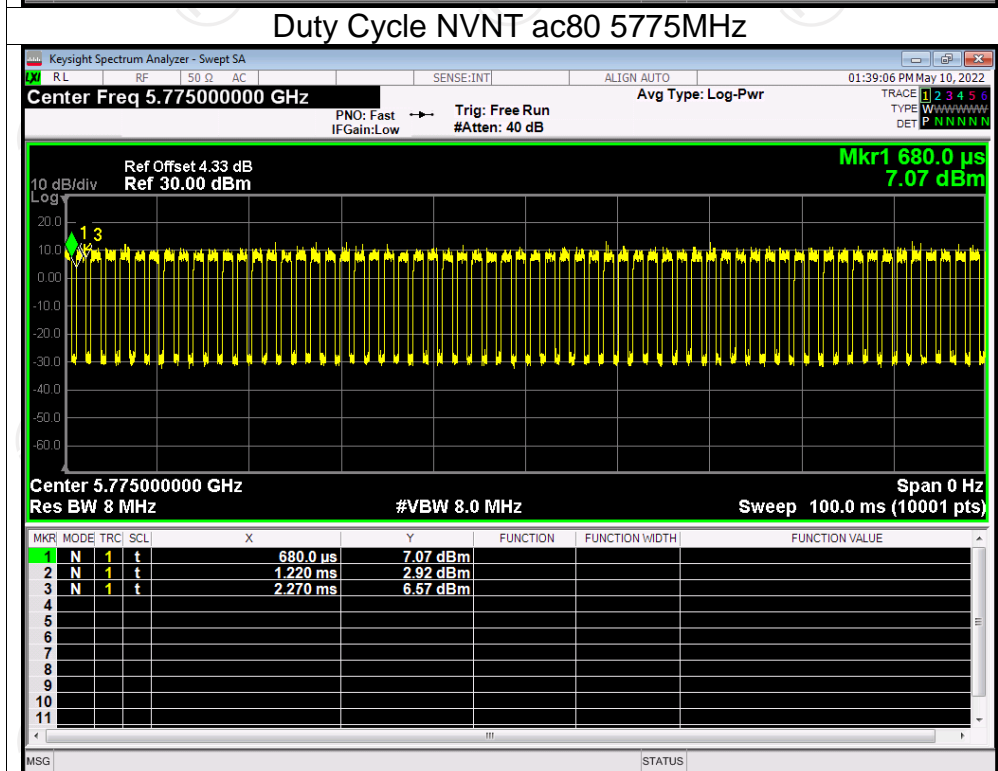 Duty Cycle NVNT ac80 5775MHz
Keysight Spectrum Analyzer - Swept SA
LXI RL RF 50 Ω AC SENSE:INT ALIGN AUTO 01:39:06 PM May 10, 2022
Center Freq 5.775000000 GHz Avg Type: Log-Pwr TRACE 1 2 3 4 5 6
PNO: Fast Trig: Free Run TYPE WWWWWW
IFGain:Low #Atten: 40 dB DET P N N N N N
Mkr1 680.0 µs
Ref Offset 4.33 dB
10 dB/div Ref 30.00 dBm 7.07 dBm
Log
20.0
1 3
10.0
0.00
-10.0
-20.0
-30.0
-40.0
-50.0
-60.0
Center 5.775000000 GHz Span 0 Hz
Res BW 8 MHz #VBW 8.0 MHz Sweep 100.0 ms (10001 pts)
MKR MODE TRC SCL X Y FUNCTION FUNCTION WIDTH FUNCTION VALUE
1 N 1 t 680.0 µs 7.07 dBm
2 N 1 t 1.220 ms 2.92 dBm
3 N 1 t 2.270 ms 6.57 dBm
4
5
6
7
8
9
10
11
MSG STATUS